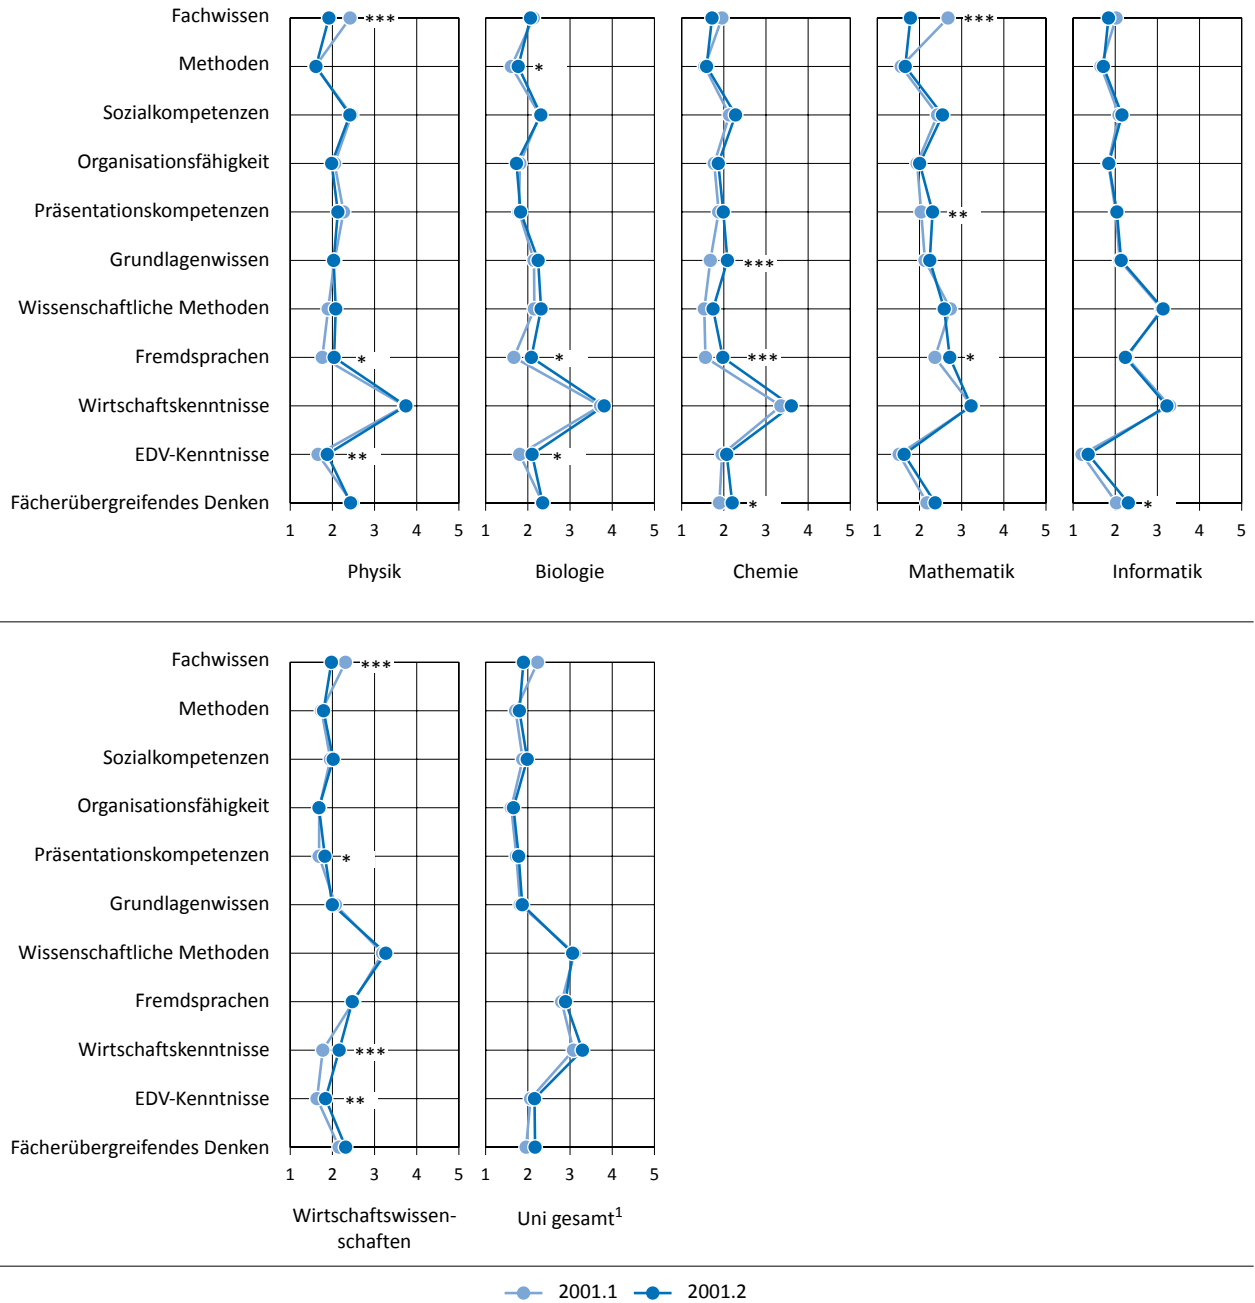 Fachwissen
***
***
Methoden
*
Sozialkompetenzen
Organisationsfähigkeit
Präsentationskompetenzen
**
Grundlagenwissen
***
Wissenschaftliche Methoden
Fremdsprachen
*
*
***
*
Wirtschaftskenntnisse
EDV-Kenntnisse
**
*
Fächerübergreifendes Denken
*
*
1 2 3 4 5 1 2 3 4 5 1 2 3 4 5 1 2 3 4 5 1 2 3 4 5
Physik Biologie Chemie Mathematik Informatik
Fachwissen
***
Methoden
Sozialkompetenzen
Organisationsfähigkeit
Präsentationskompetenzen
*
Grundlagenwissen
Wissenschaftliche Methoden
Fremdsprachen
Wirtschaftskenntnisse
***
EDV-Kenntnisse
**
Fächerübergreifendes Denken
1 2 3 4 5 1 2 3 4 5
Wirtschaftswissen-
schaften
Uni gesamt1
2001.1 2001.2